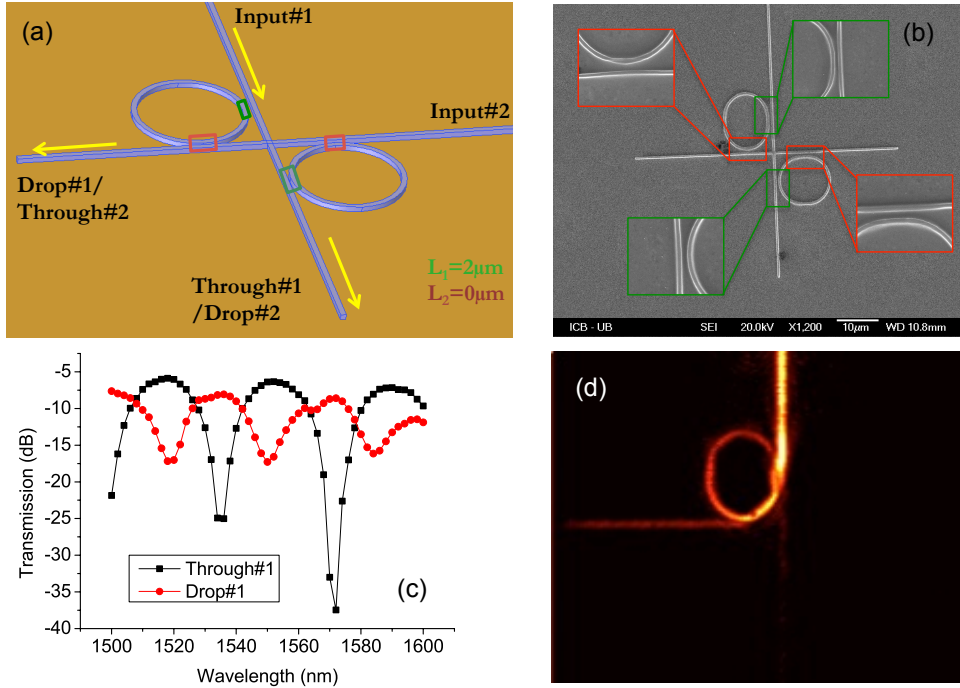 (a)
Input#1
Input#2
Drop#1/
Through#2
Through#1
/Drop#2
L₁=2μm
L₂=0μm
(b)
ICB - UB SEI 20.0kV X1,200 10μm WD 10.8mm
-5
-10
-15
-20
-25
-30
-35
-40
Transmission (dB)
Through#1
Drop#1
(c)
1500 1520 1540 1560 1580 1600
Wavelength (nm)
(d)